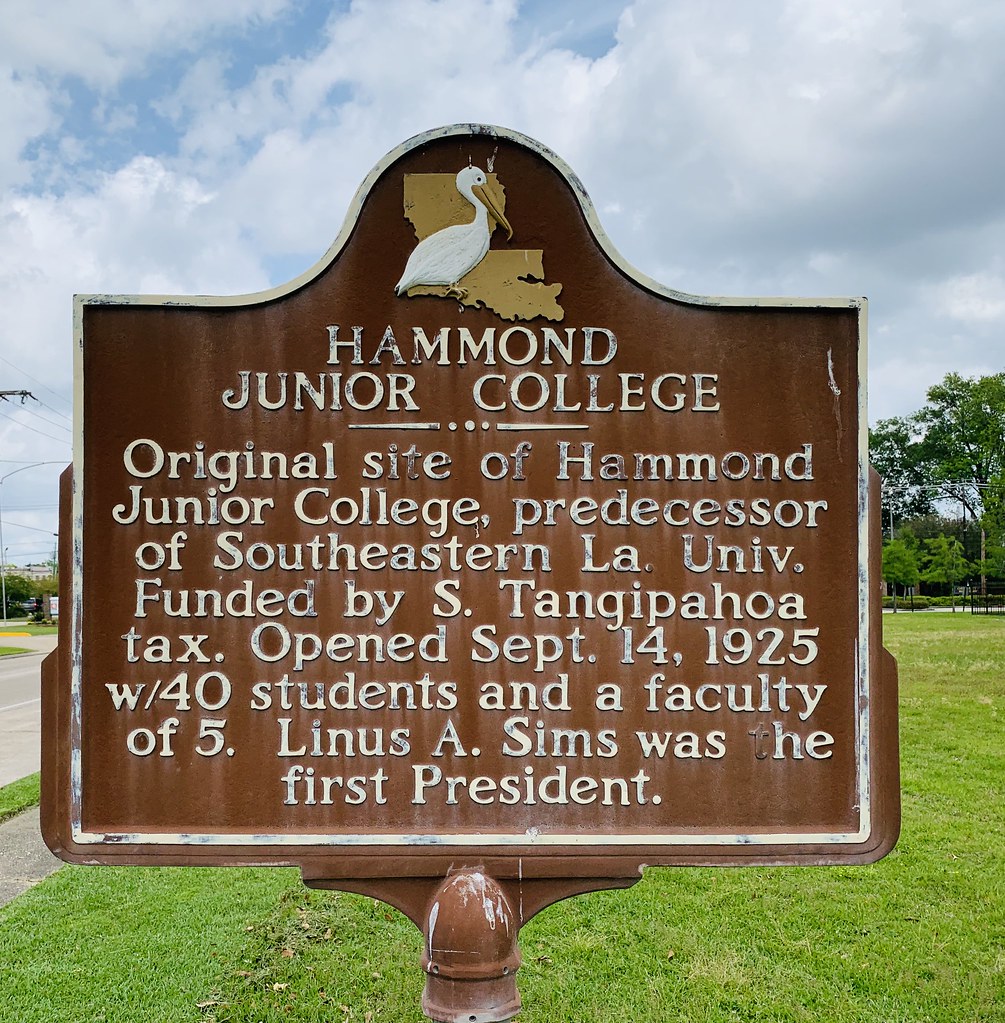 HAMMOND
JUNIOR COLLEGE
Original site of Hammond
Junior College, predecessor
of Southeastern La. Univ.
Funded by S. Tangipahoa
tax. Opened Sept. 14, 1925
w/40 students and a faculty
of 5. Linus A. Sims was the
first President.